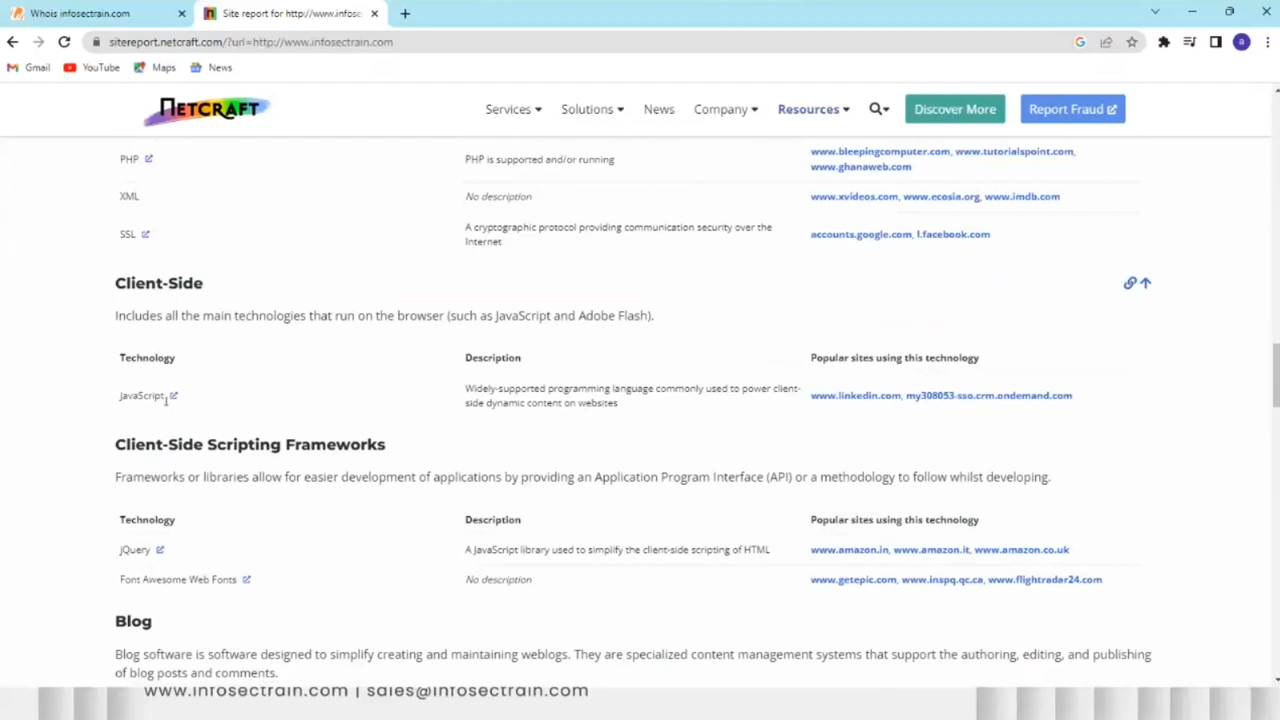 Whois infosectrain.com
Site report for http://www.infosec
sitereport.netcraft.com/?url=http://www.infosectrain.com
Gmail YouTube Maps News
NETCRAFT Services Solutions News Company Resources Discover More Report Fraud
PHP PHP is supported and/or running www.bleepingcomputer.com, www.tutorialspoint.com,
www.ghanaweb.com
XML No description www.xvideos.com, www.ecosia.org, www.imdb.com
SSL A cryptographic protocol providing communication security over the
Internet accounts.google.com, l.facebook.com
Client-Side
Includes all the main technologies that run on the browser (such as JavaScript and Adobe Flash).
Technology Description Popular sites using this technology
JavaScript Widely-supported programming language commonly used to power client-
side dynamic content on websites www.linkedin.com, my308053-sso.crm.ondemand.com
Client-Side Scripting Frameworks
Frameworks or libraries allow for easier development of applications by providing an Application Program Interface (API) or a methodology to follow whilst developing.
Technology Description Popular sites using this technology
JQuery A JavaScript library used to simplify the client-side scripting of HTML www.amazon.in, www.amazon.it, www.amazon.co.uk
Font Awesome Web Fonts No description www.getepic.com, www.inspq.qc.ca, www.flightradar24.com
Blog
Blog software is software designed to simplify creating and maintaining weblogs. They are specialized content management systems that support the authoring, editing, and publishing
of blog posts and comments.
www.infosectrain.com | sales@infosectrain.com